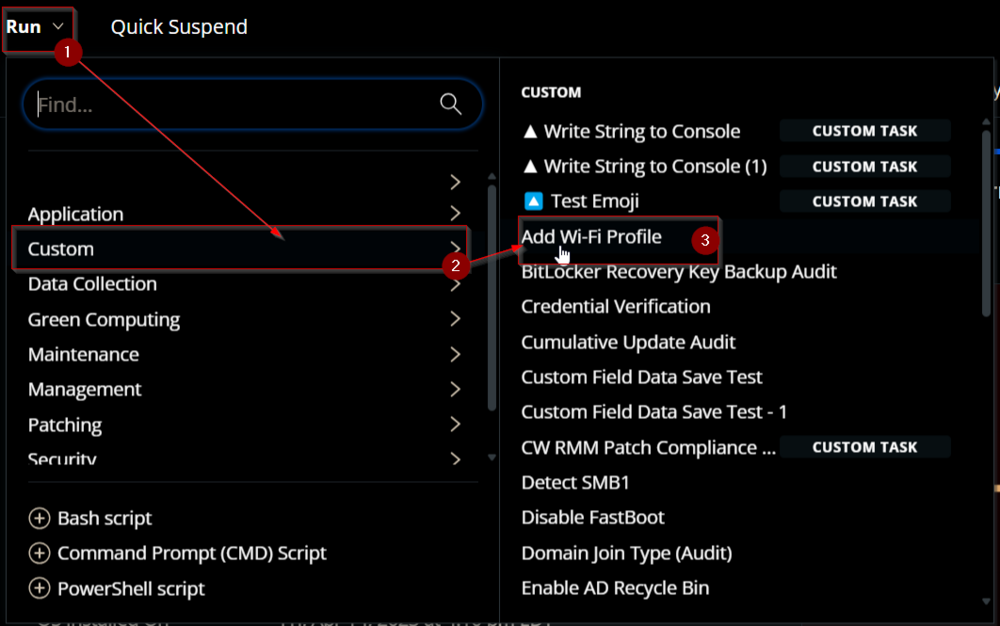 Run Quick Suspend
1
Find...
Application
Custom
2
Data Collection
Green Computing
Maintenance
Management
Patching
Security
Bash script
Command Prompt (CMD) Script
PowerShell script
CUSTOM
Write String to Console CUSTOM TASK
Write String to Console (1) CUSTOM TASK
Test Emoji CUSTOM TASK
Add Wi-Fi Profile 3
BitLocker Recovery Key Backup Audit
Credential Verification
Cumulative Update Audit
Custom Field Data Save Test
Custom Field Data Save Test - 1
CW RMM Patch Compliance ... CUSTOM TASK
Detect SMB1
Disable FastBoot
Domain Join Type (Audit)
Enable AD Recycle Bin